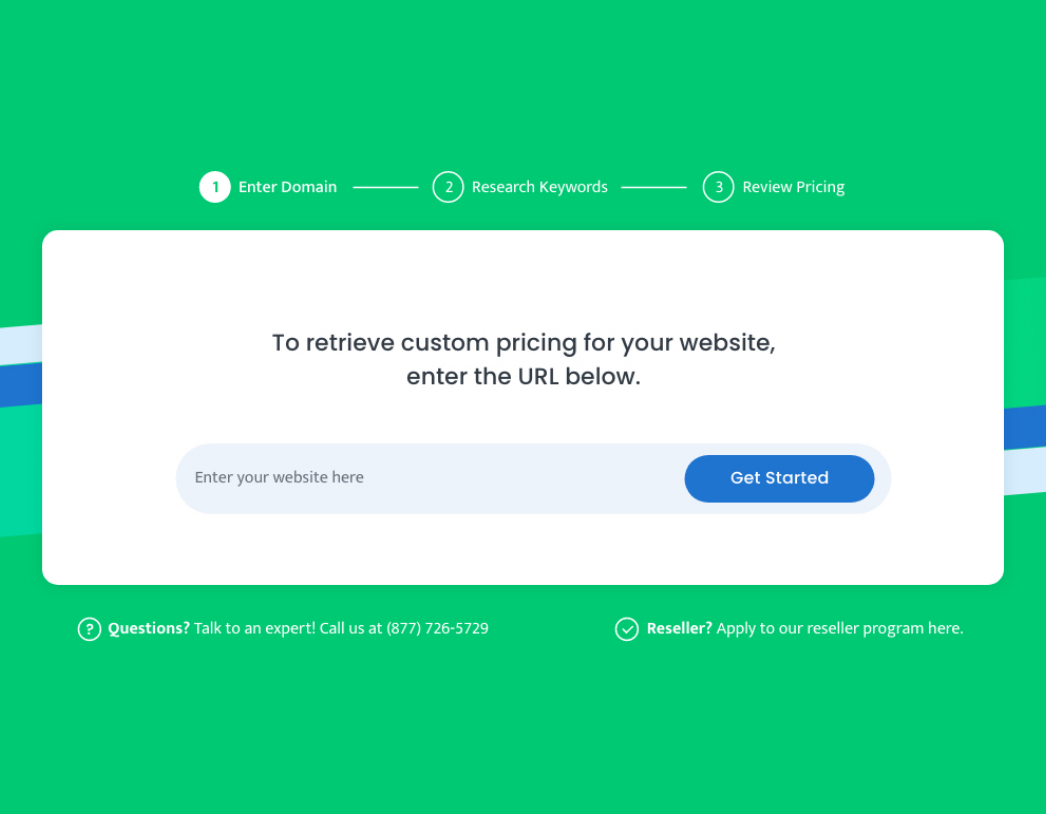 1 Enter Domain 2 Research Keywords 3 Review Pricing
To retrieve custom pricing for your website,
enter the URL below.
Enter your website here Get Started
? Questions? Talk to an expert! Call us at (877) 726-5729
Reseller? Apply to our reseller program here.